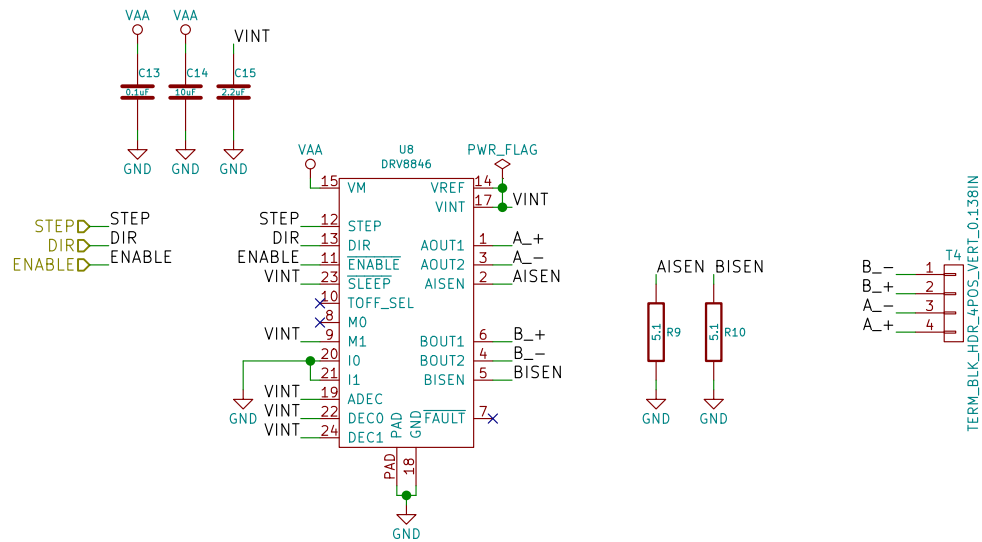 VAA
VAA
VINT
C13
C14
C15
0.1uF
10uF
2.2uF
GND
GND
GND
U8
DRV8846
VAA
PWR_FLAG
15
VM
VREF
14
VINT
17
VINT
STEP
STEP
DIR
DIR
ENABLE
ENABLE
STEP
12
STEP
DIR
13
DIR
ENABLE
11
ENABLE
VINT
23
SLEEP
10
TOFF_SEL
8
M0
VINT
9
M1
20
I0
21
I1
GND
VINT
19
ADEC
VINT
22
DEC0
VINT
24
DEC1
AOUT1
1
A_+
AOUT2
3
A_-
AISEN
2
AISEN
BOUT1
6
B_+
BOUT2
4
B_-
BISEN
5
BISEN
FAULT
7
PAD
GND
PAD
18
GND
AISEN
BISEN
5.1
R9
5.1
R10
GND
GND
T4
B_-
1
B_+
2
A_-
3
A_+
4
TERM_BLK_HDR_4POS_VERT_0.138IN